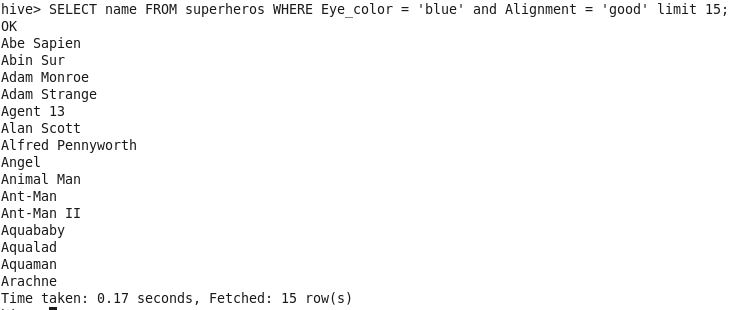 hive> SELECT name FROM superheros WHERE Eye_color = 'blue' and Alignment = 'good' limit 15;
OK
Abe Sapien
Abin Sur
Adam Monroe
Adam Strange
Agent 13
Alan Scott
Alfred Pennyworth
Angel
Animal Man
Ant-Man
Ant-Man II
Aquababy
Aqualad
Aquaman
Arachne
Time taken: 0.17 seconds, Fetched: 15 row(s)